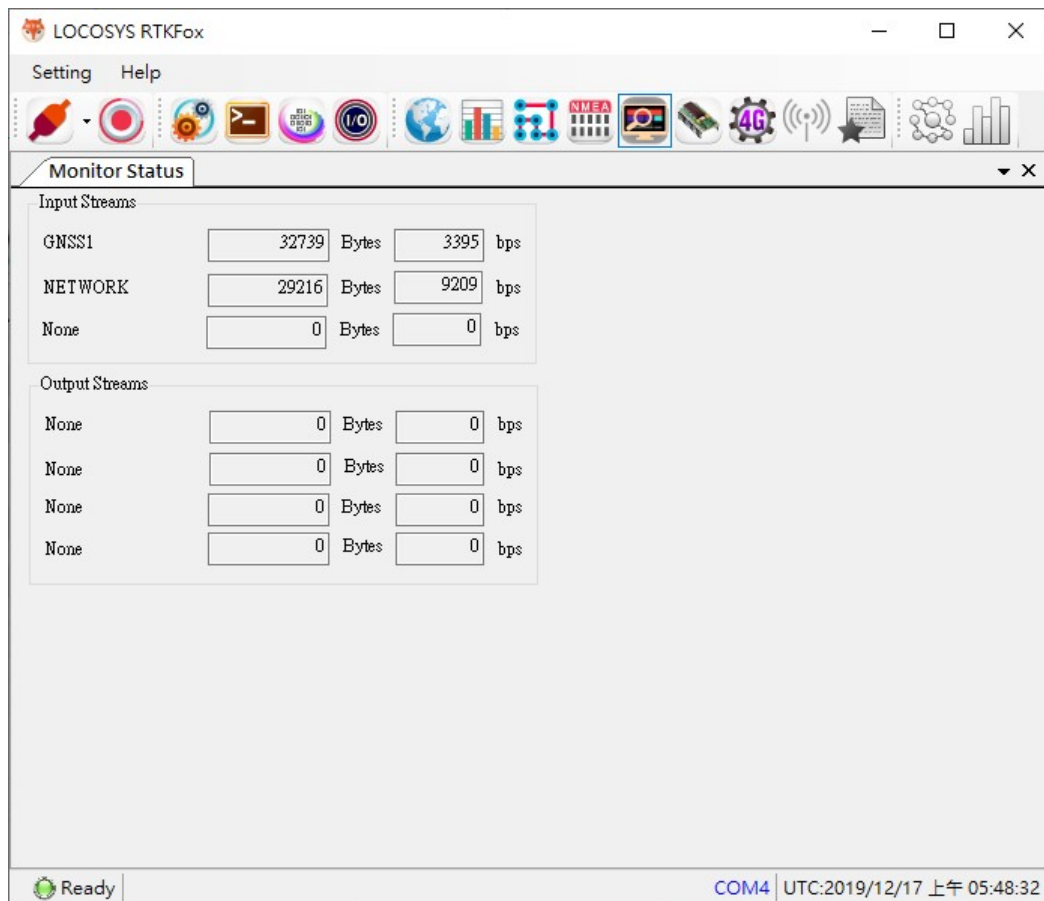 LOCOSYS RTKFox
Setting Help
>_ I/O NMEA 4G
Monitor Status
Input Streams
GNSS1 32739 Bytes 3395 bps
NETWORK 29216 Bytes 9209 bps
None 0 Bytes 0 bps
Output Streams
None 0 Bytes 0 bps
None 0 Bytes 0 bps
None 0 Bytes 0 bps
None 0 Bytes 0 bps
Ready COM4 UTC:2019/12/17 上午 05:48:32